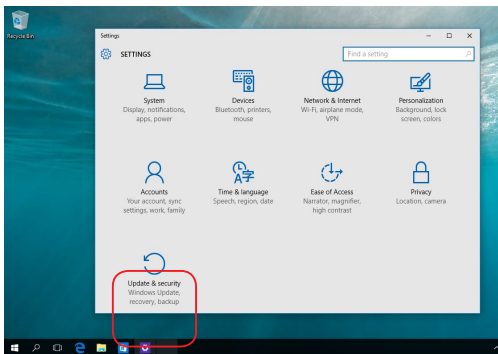 Recycle Bin
Settings
SETTINGS
Find a setting
System
Display, notifications,
apps, power
Devices
Bluetooth, printers,
mouse
Network & Internet
Wi-Fi, airplane mode,
VPN
Personalization
Background, lock
screen, colors
Accounts
Your account, sync
settings, work, family
Time & language
Speech, region, date
Ease of Access
Narrator, magnifier,
high contrast
Privacy
Location, camera
Update & security
Windows Update,
recovery, backup